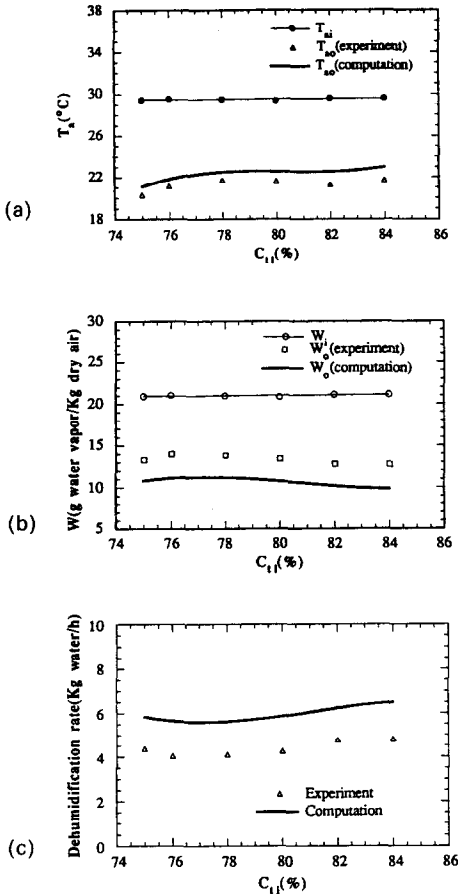 (a)
T_a(°C)
38
34
30
26
22
18
T_ai
T_ao(experiment)
T_ao(computation)
74 76 78 80 82 84 86
(%)
(b)
W(g water vapor/Kg dry air)
30
25
20
15
10
5
W_i
W_o(experiment)
W_o(computation)
74 76 78 80 82 84 86
(%)
(c)
Dehumidification rate(Kg water/h)
10
8
6
4
2
0
Experiment
Computation
74 76 78 80 82 84 86
(%)